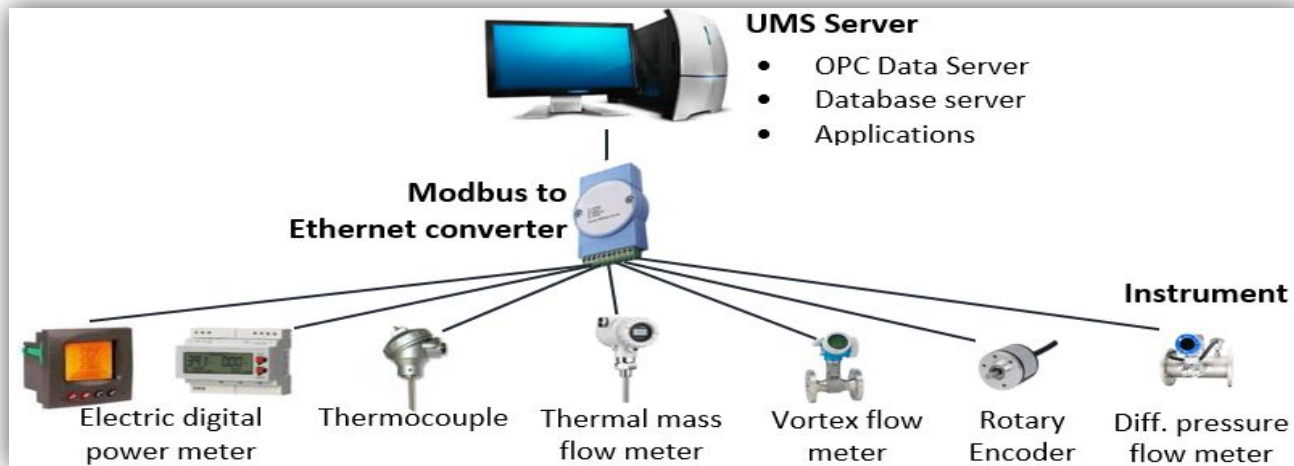 UMS Server
• OPC Data Server
• Database server
• Applications
Modbus to
Ethernet converter
Instrument
Electric digital
power meter
Thermocouple
Thermal mass
flow meter
Vortex flow
meter
Rotary
Encoder
Diff. pressure
flow meter